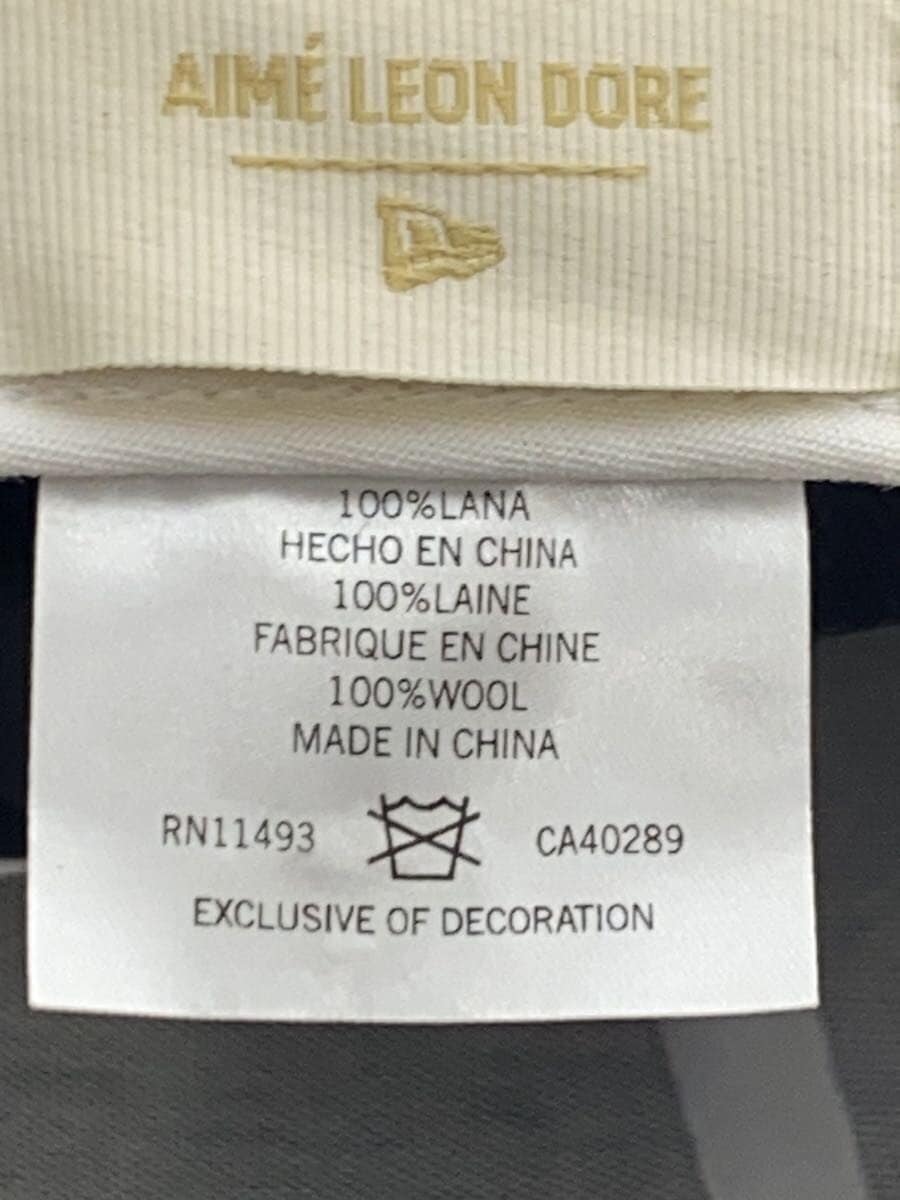 AIMÉ LEON DORE
100%LANA
HECHO EN CHINA
100%LAINE
FABRIQUE EN CHINE
100%WOOL
MADE IN CHINA
RN11493 CA40289
EXCLUSIVE OF DECORATION